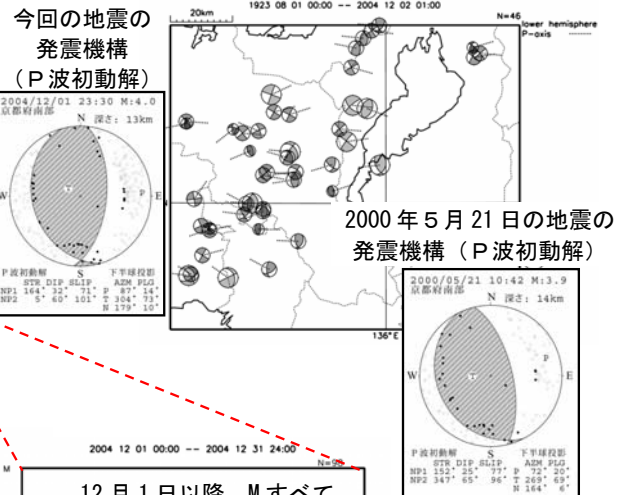 今回の地震の
発震機構
（Ｐ波初動解）
1923 08 01 00:00 -- 2004 12 02 01:00
20km
N=46
lower hemisphere
P-axis
2004/12/01 23:30 M:4.0
京都府南部
N 深さ: 13km
W
T
P
E
P波初動解 S 下半球投影
STR DIP SLIP AZM PLG
NP1 164° 32° 71° P 87° 14°
NP2 5° 60° 101° T 304° 73°
N 179° 10°
136°E
2000 年５月 21 日の地震の
発震機構（Ｐ波初動解）
2000/05/21 10:42 M:3.9
京都府南部
N 深さ: 14km
P
W
T
E
P波初動解 S 下半球投影
STR DIP SLIP AZM PLG
NP1 152° 25° 77° P 72° 20°
NP2 347° 65° 96° T 269° 69°
N 164° 6°
2004 12 01 00:00 -- 2004 12 31 24:00
N=98
M
12 月 1 日以降、M すべて